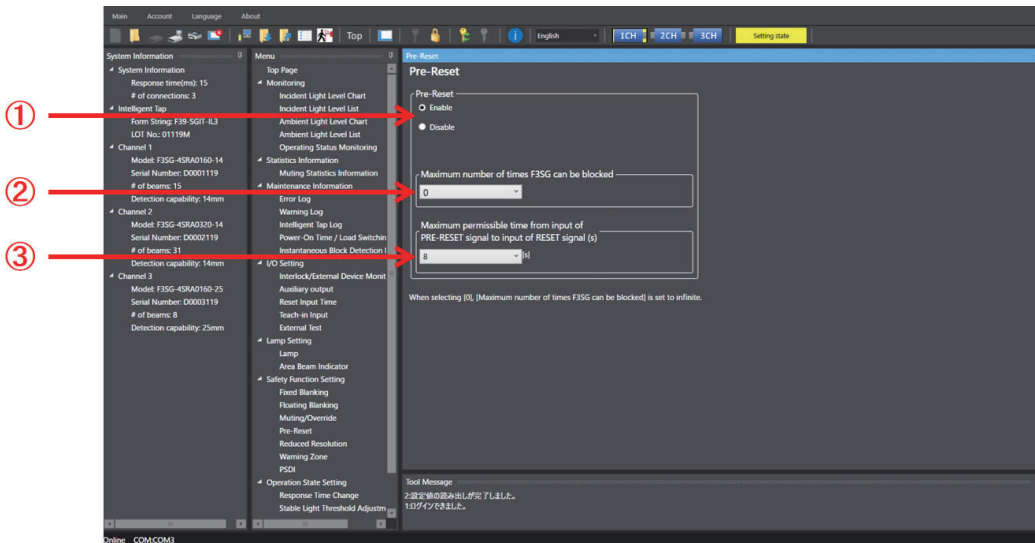 Main Account Language About
Top English 1CH 2CH 3CH Setting state
System Information
System Information
Response time(ms): 15
# of connections: 3
Intelligent Tap
Form String: F39-SGIT-IL3
LOT No.: 01119M
Channel 1
Model: F3SG-4SRA0160-14
Serial Number: D0001119
# of beams: 15
Detection capability: 14mm
Channel 2
Model: F3SG-4SRA0320-14
Serial Number: D0002119
# of beams: 31
Detection capability: 14mm
Channel 3
Model: F3SG-4SRA0160-25
Serial Number: D0003119
# of beams: 8
Detection capability: 25mm
Menu
Top Page
Monitoring
Incident Light Level Chart
Incident Light Level List
Ambient Light Level Chart
Ambient Light Level List
Operating Status Monitoring
Statistics Information
Muting Statistics Information
Maintenance Information
Error Log
Warning Log
Intelligent Tap Log
Power-On Time / Load Switchin
Instantaneous Block Detection I
I/O Setting
Interlock/External Device Monit
Auxiliary output
Reset Input Time
Teach-in Input
External Test
Lamp Setting
Lamp
Area Beam Indicator
Safety Function Setting
Fixed Blanking
Floating Blanking
Muting/Override
Pre-Reset
Reduced Resolution
Warning Zone
PSDI
Operation State Setting
Response Time Change
Stable Light Threshold Adjustm
Pre-Reset
Pre-Reset
Pre-Reset
① Enable
Disable
Maximum number of times F3SG can be blocked
② 0
Maximum permissible time from input of
PRE-RESET signal to input of RESET signal (s)
③ 8 [s]
When selecting [0], [Maximum number of times F3SG can be blocked] is set to infinite.
Tool Message
2:設定値の読み出しが完了しました。
1:ログインできました。
Online COM:COM3